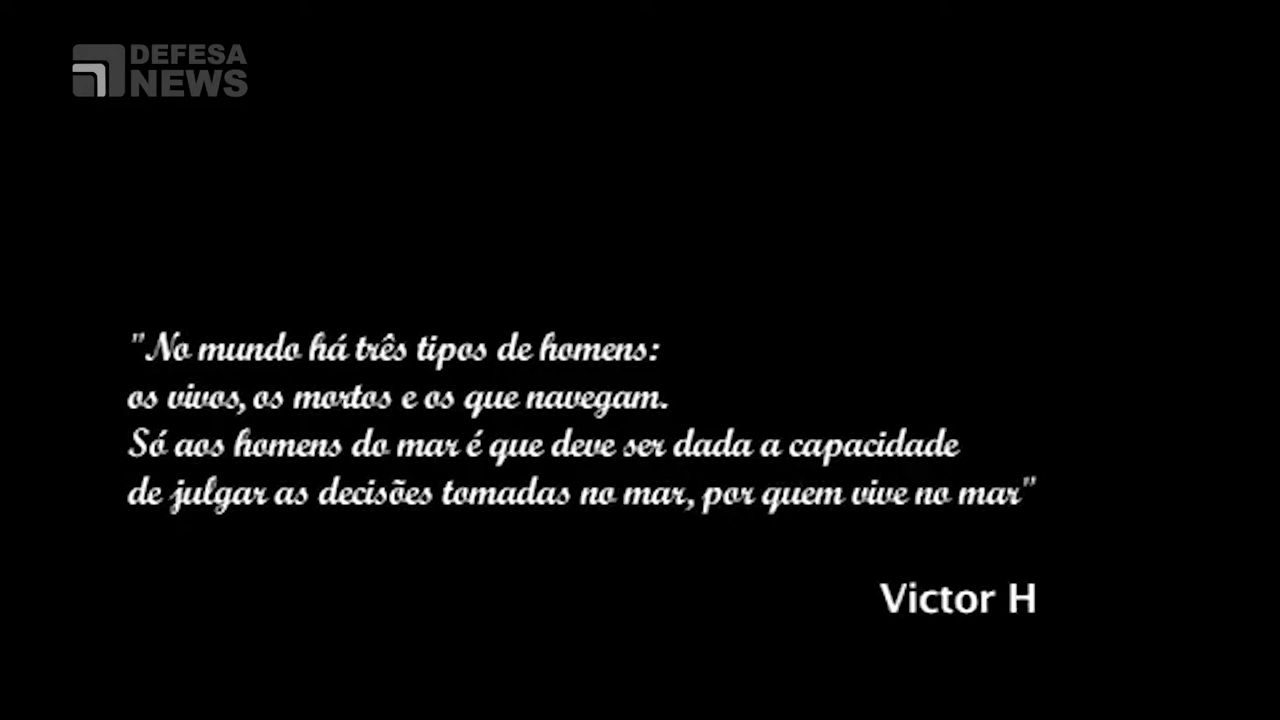 DEFESA
NEWS
"No mundo há três tipos de homens:
os vivos, os mortos e os que navegam.
Só aos homens do mar é que deve ser dada a capacidade
de julgar as decisões tomadas no mar, por quem vive no mar"
Victor H